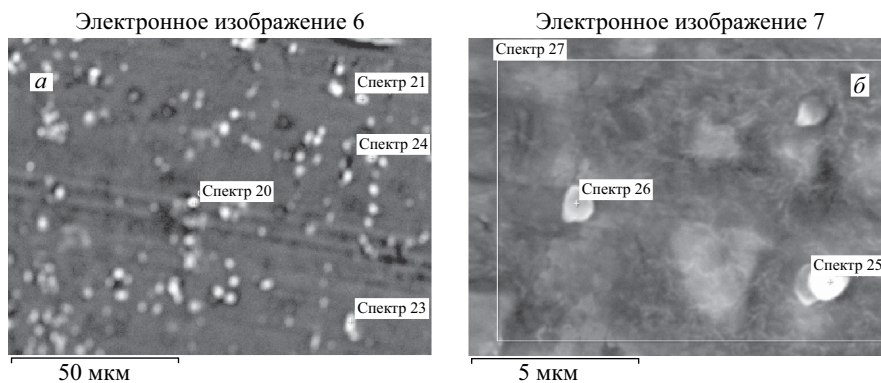 Электронное изображение 6
Электронное изображение 7
а
Спектр 21
Спектр 24
Спектр 20
Спектр 23
50 мкм
Спектр 27
б
Спектр 26
Спектр 25
5 мкм